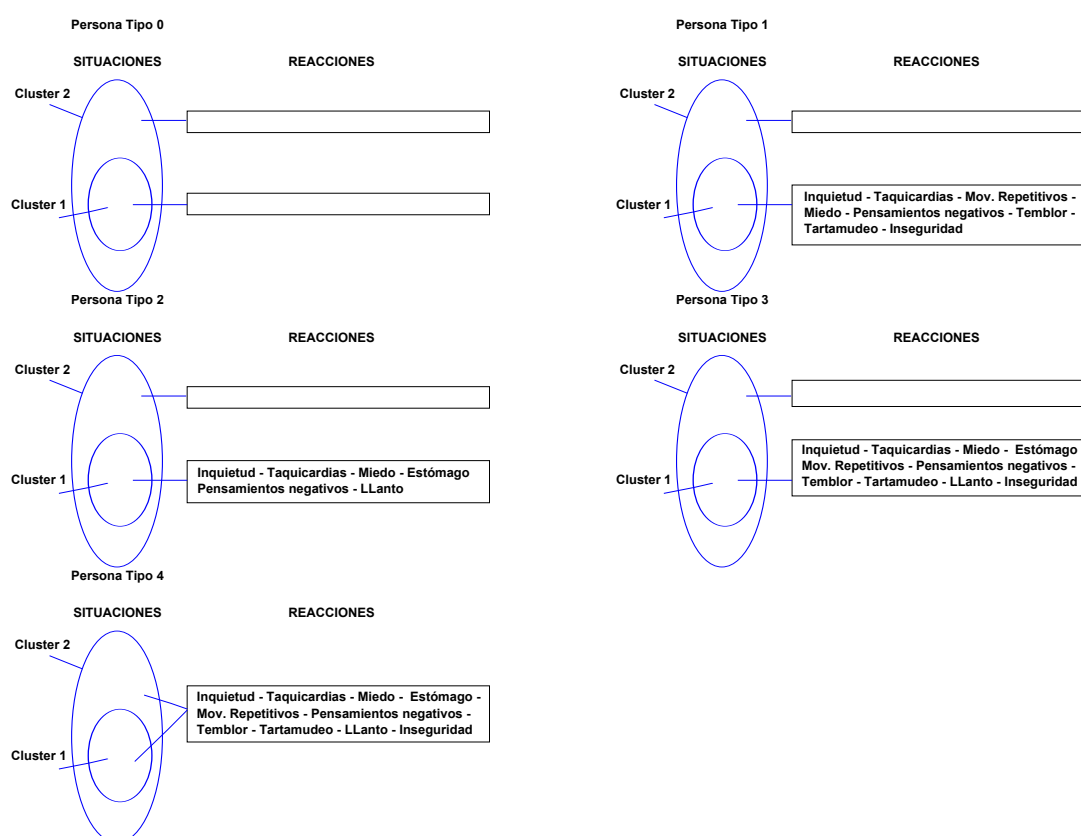 Persona Tipo 0
SITUACIONES
REACCIONES
Cluster 2
Cluster 1
Persona Tipo 1
SITUACIONES
REACCIONES
Cluster 2
Cluster 1
Inquietud - Taquicardias - Mov. Repetitivos -
Miedo - Pensamientos negativos - Temblor -
Tartamudeo - Inseguridad
Persona Tipo 2
SITUACIONES
REACCIONES
Cluster 2
Cluster 1
Inquietud - Taquicardias - Miedo - Estómago
Pensamientos negativos - LLanto
Persona Tipo 3
SITUACIONES
REACCIONES
Cluster 2
Cluster 1
Inquietud - Taquicardias - Miedo - Estómago
Mov. Repetitivos - Pensamientos negativos -
Temblor - Tartamudeo - LLanto - Inseguridad
Persona Tipo 4
SITUACIONES
REACCIONES
Cluster 2
Cluster 1
Inquietud - Taquicardias - Miedo - Estómago -
Mov. Repetitivos - Pensamientos negativos -
Temblor - Tartamudeo - LLanto - Inseguridad